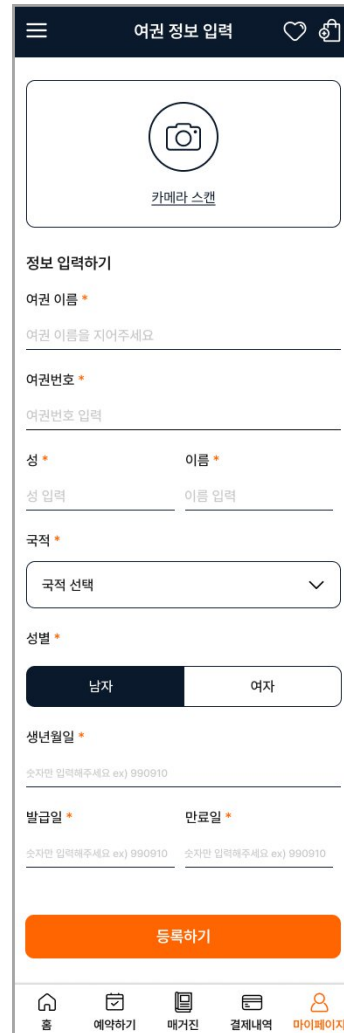 여권 정보 입력
카메라 스캔
정보 입력하기
여권 이름 *
여권 이름을 지어주세요
여권번호 *
여권번호 입력
성 * 이름 *
성 입력 이름 입력
국적 *
국적 선택
성별 *
남자 여자
생년월일 *
숫자만 입력해주세요 ex) 990910
발급일 * 만료일 *
숫자만 입력해주세요 ex) 990910 숫자만 입력해주세요 ex) 990910
등록하기
홈 예약하기 매거진 결제내역 마이페이지